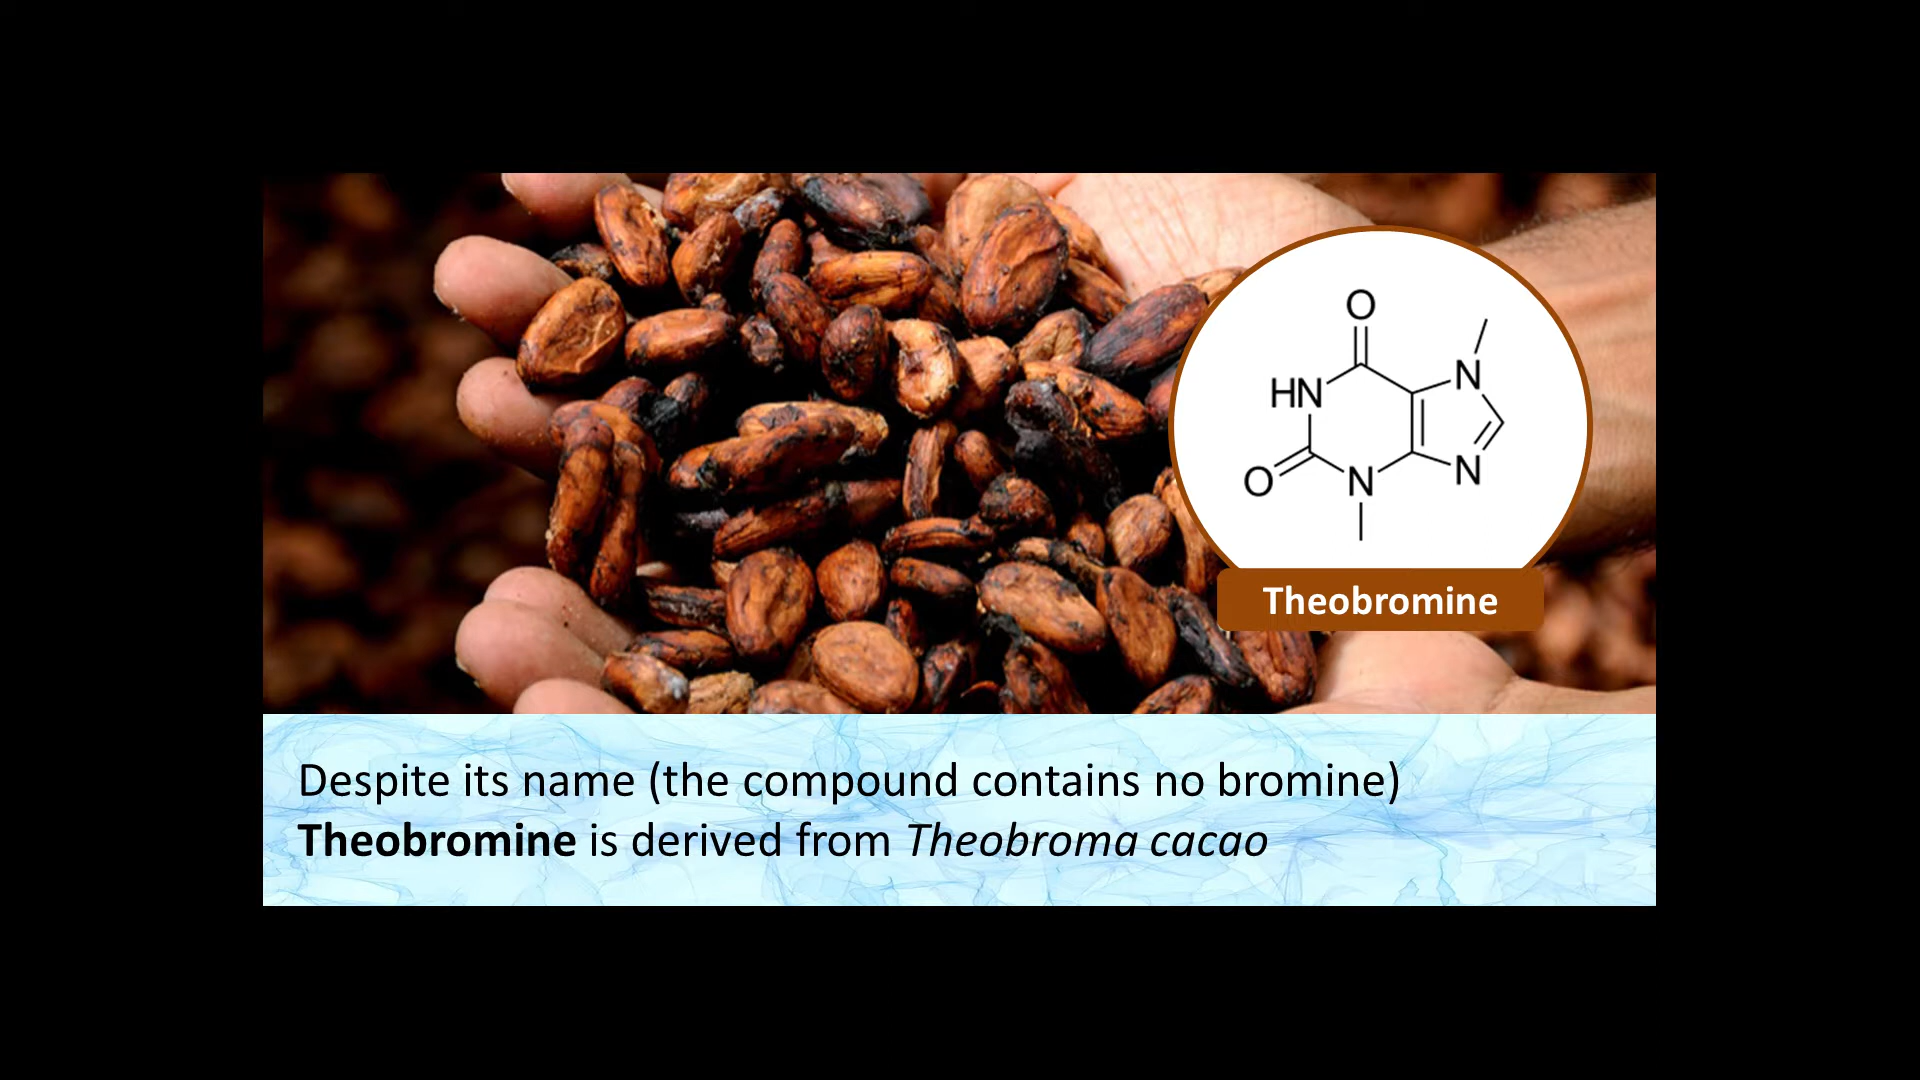 O
N
HN
O
N
N
Theobromine
Despite its name (the compound contains no bromine)
Theobromine is derived from Theobroma cacao